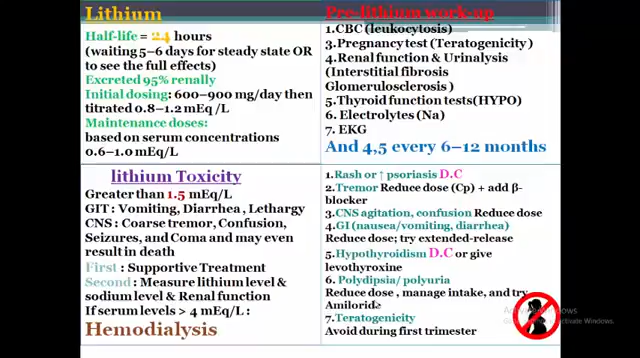 Lithium
Half-life = 24 hours
(waiting 5–6 days for steady state OR
to see the full effects)
Excreted 95% renally
Initial dosing: 600–900 mg/day then
titrated 0.8–1.2 mEq /L
Maintenance doses:
based on serum concentrations
0.6–1.0 mEq/L
Pre-lithium work-up
1.CBC (leukocytosis)
3.Pregnancy test (Teratogenicity)
4.Renal function & Urinalysis
(Interstitial fibrosis
Glomerulosclerosis )
5.Thyroid function tests(HYPO)
6. Electrolytes (Na)
7. EKG
And 4,5 every 6–12 months
lithium Toxicity
Greater than 1.5 mEq/L
GIT : Vomiting, Diarrhea, Lethargy
CNS : Coarse tremor, Confusion,
Seizures, and Coma and may even
result in death
First : Supportive Treatment
Second : Measure lithium level &
sodium level & Renal function
If serum levels > 4 mEq/L :
Hemodialysis
1.Rash or ↑ psoriasis D.C
2.Tremor Reduce dose (Cp) + add β-
blocker
3.CNS agitation, confusion Reduce dose
4.GI (nausea/vomiting, diarrhea)
Reduce dose; try extended-release
5.Hypothyroidism D.C or give
levothyroxine
6. Polydipsia/ polyuria
Reduce dose , manage intake, and try
Amiloride
7.Teratogenicity
Avoid during first trimester
Windows
activate Windows.